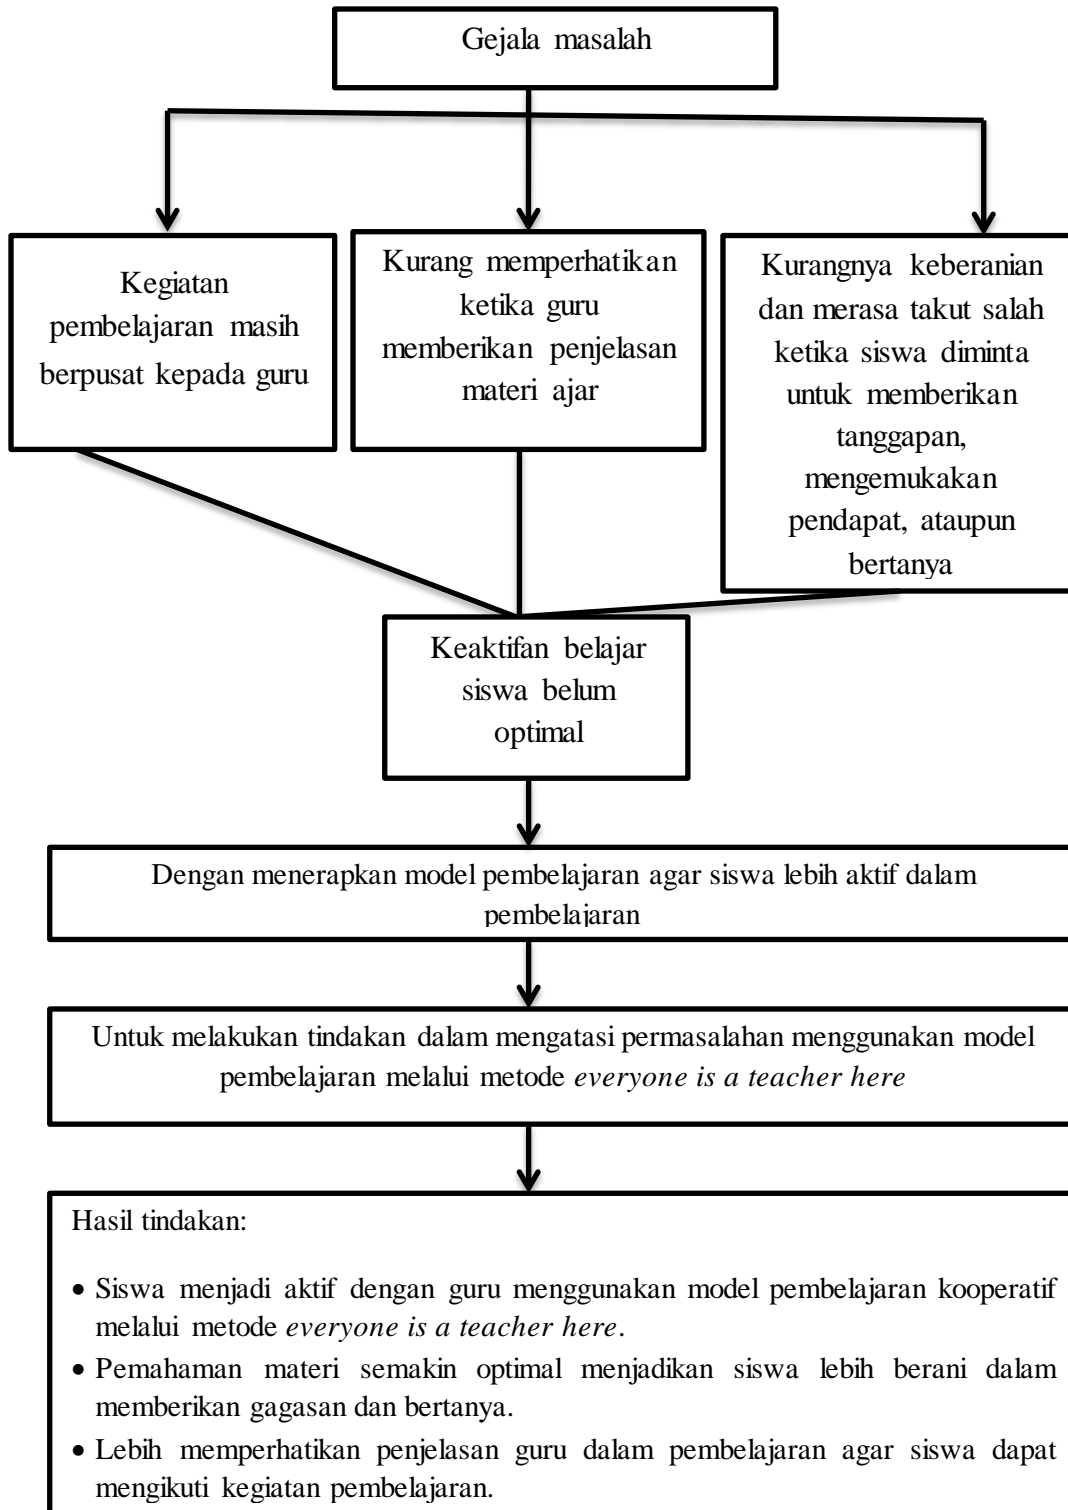 Gejala masalah
Kegiatan
pembelajaran masih
berpusat kepada guru
Kurang memperhatikan
ketika guru
memberikan penjelasan
materi ajar
Kurangnya keberanian
dan merasa takut salah
ketika siswa diminta
untuk memberikan
tanggapan,
mengemukakan
pendapat, ataupun
bertanya
Keaktifan belajar
siswa belum
optimal
Dengan menerapkan model pembelajaran agar siswa lebih aktif dalam
pembelajaran
Untuk melakukan tindakan dalam mengatasi permasalahan menggunakan model
pembelajaran melalui metode everyone is a teacher here
Hasil tindakan:
• Siswa menjadi aktif dengan guru menggunakan model pembelajaran kooperatif
melalui metode everyone is a teacher here.
• Pemahaman materi semakin optimal menjadikan siswa lebih berani dalam
memberikan gagasan dan bertanya.
• Lebih memperhatikan penjelasan guru dalam pembelajaran agar siswa dapat
mengikuti kegiatan pembelajaran.